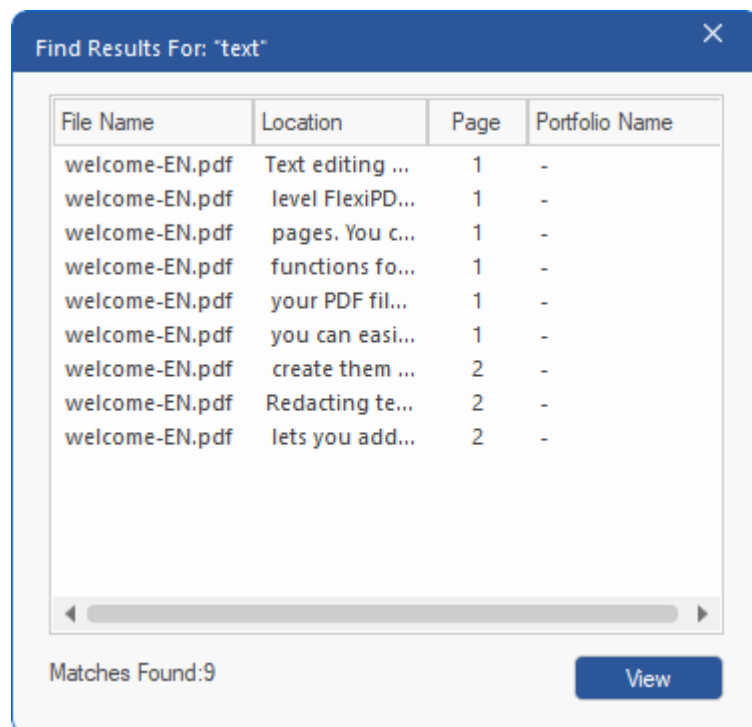 Find Results For: "text"
File Name Location Page Portfolio Name
welcome-EN.pdf Text editing ... 1 -
welcome-EN.pdf level FlexiPD... 1 -
welcome-EN.pdf pages. You c... 1 -
welcome-EN.pdf functions fo... 1 -
welcome-EN.pdf your PDF fil... 1 -
welcome-EN.pdf you can easi... 1 -
welcome-EN.pdf create them ... 2 -
welcome-EN.pdf Redacting te... 2 -
welcome-EN.pdf lets you add... 2 -
Matches Found:9
View